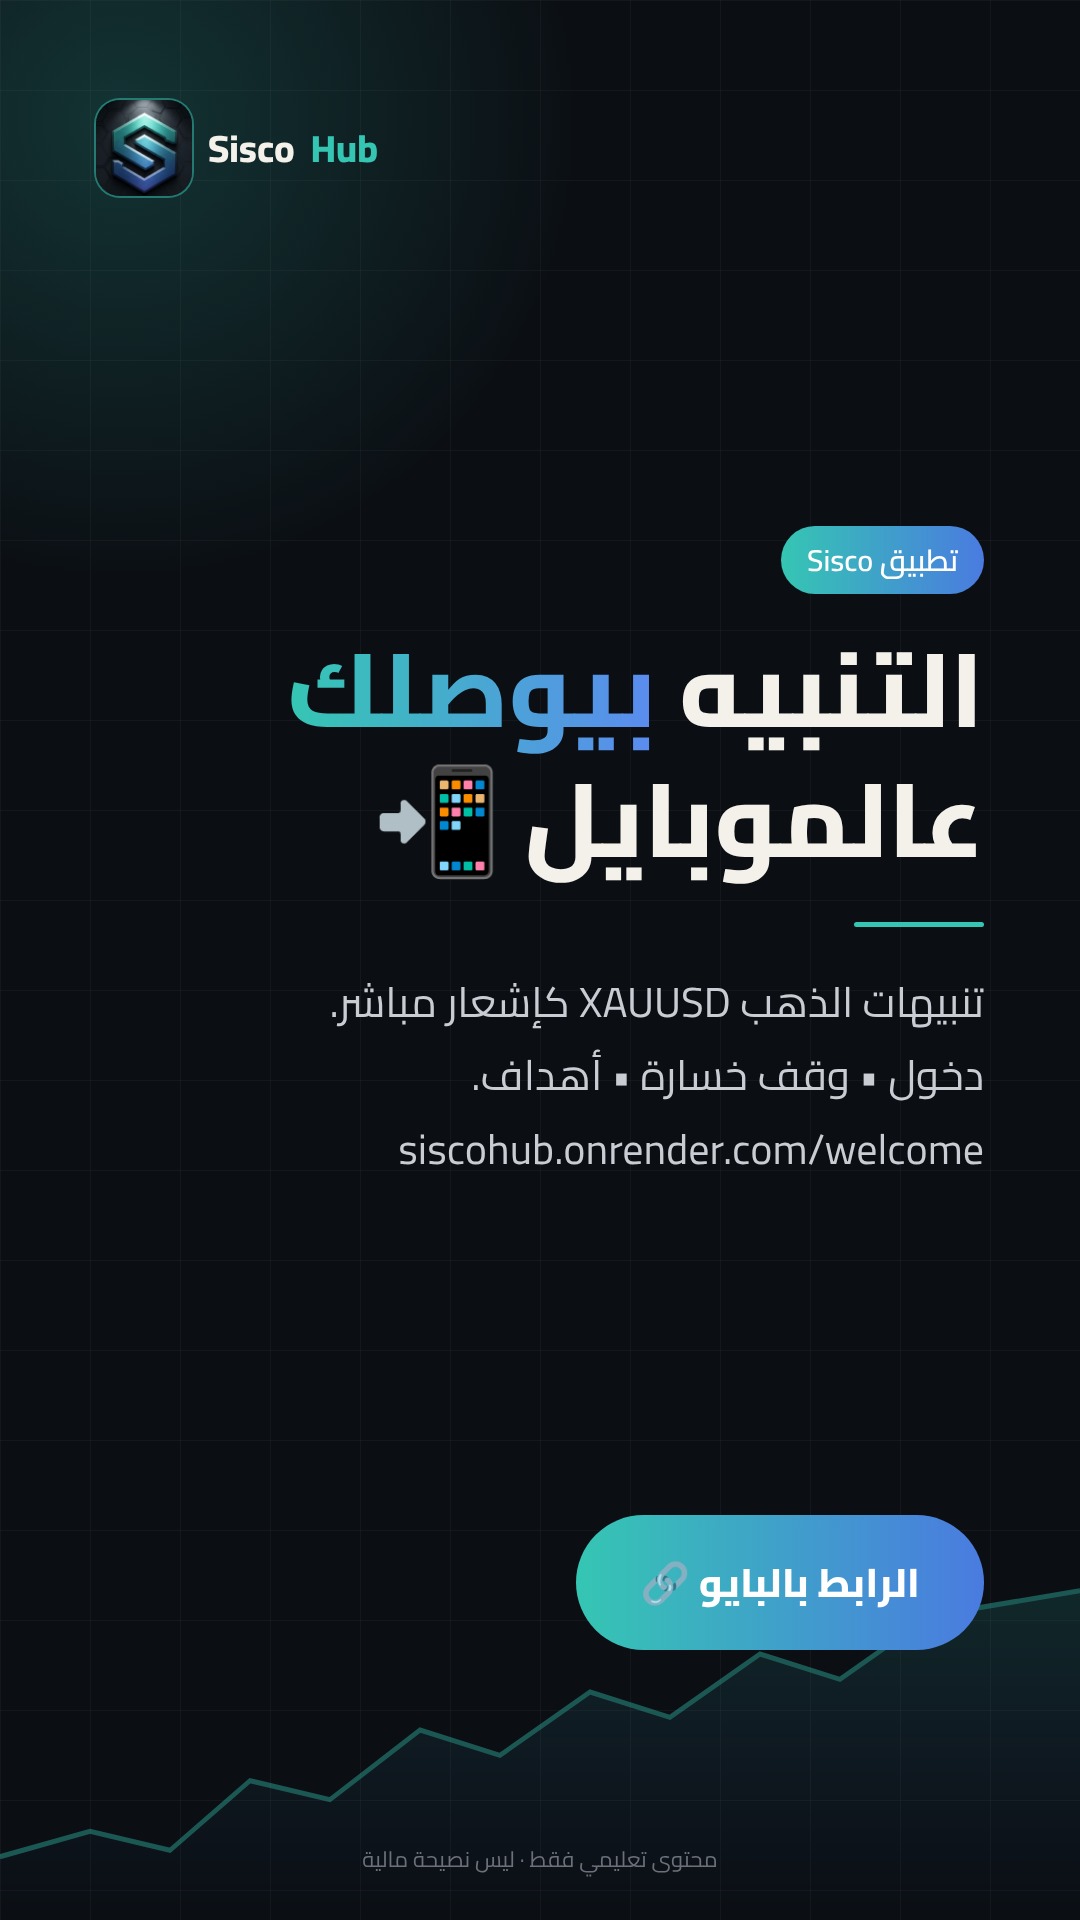 Sisco Hub
تطبيق Sisco
التنبيه بيوصلك
عالموبايل 📲
تنبيهات الذهب XAUUSD كإشعار مباشر.
دخول ▪ وقف خسارة ▪ أهداف.
siscohub.onrender.com/welcome
الرابط بالبايو 🔗
محتوى تعليمي فقط · ليس نصيحة مالية